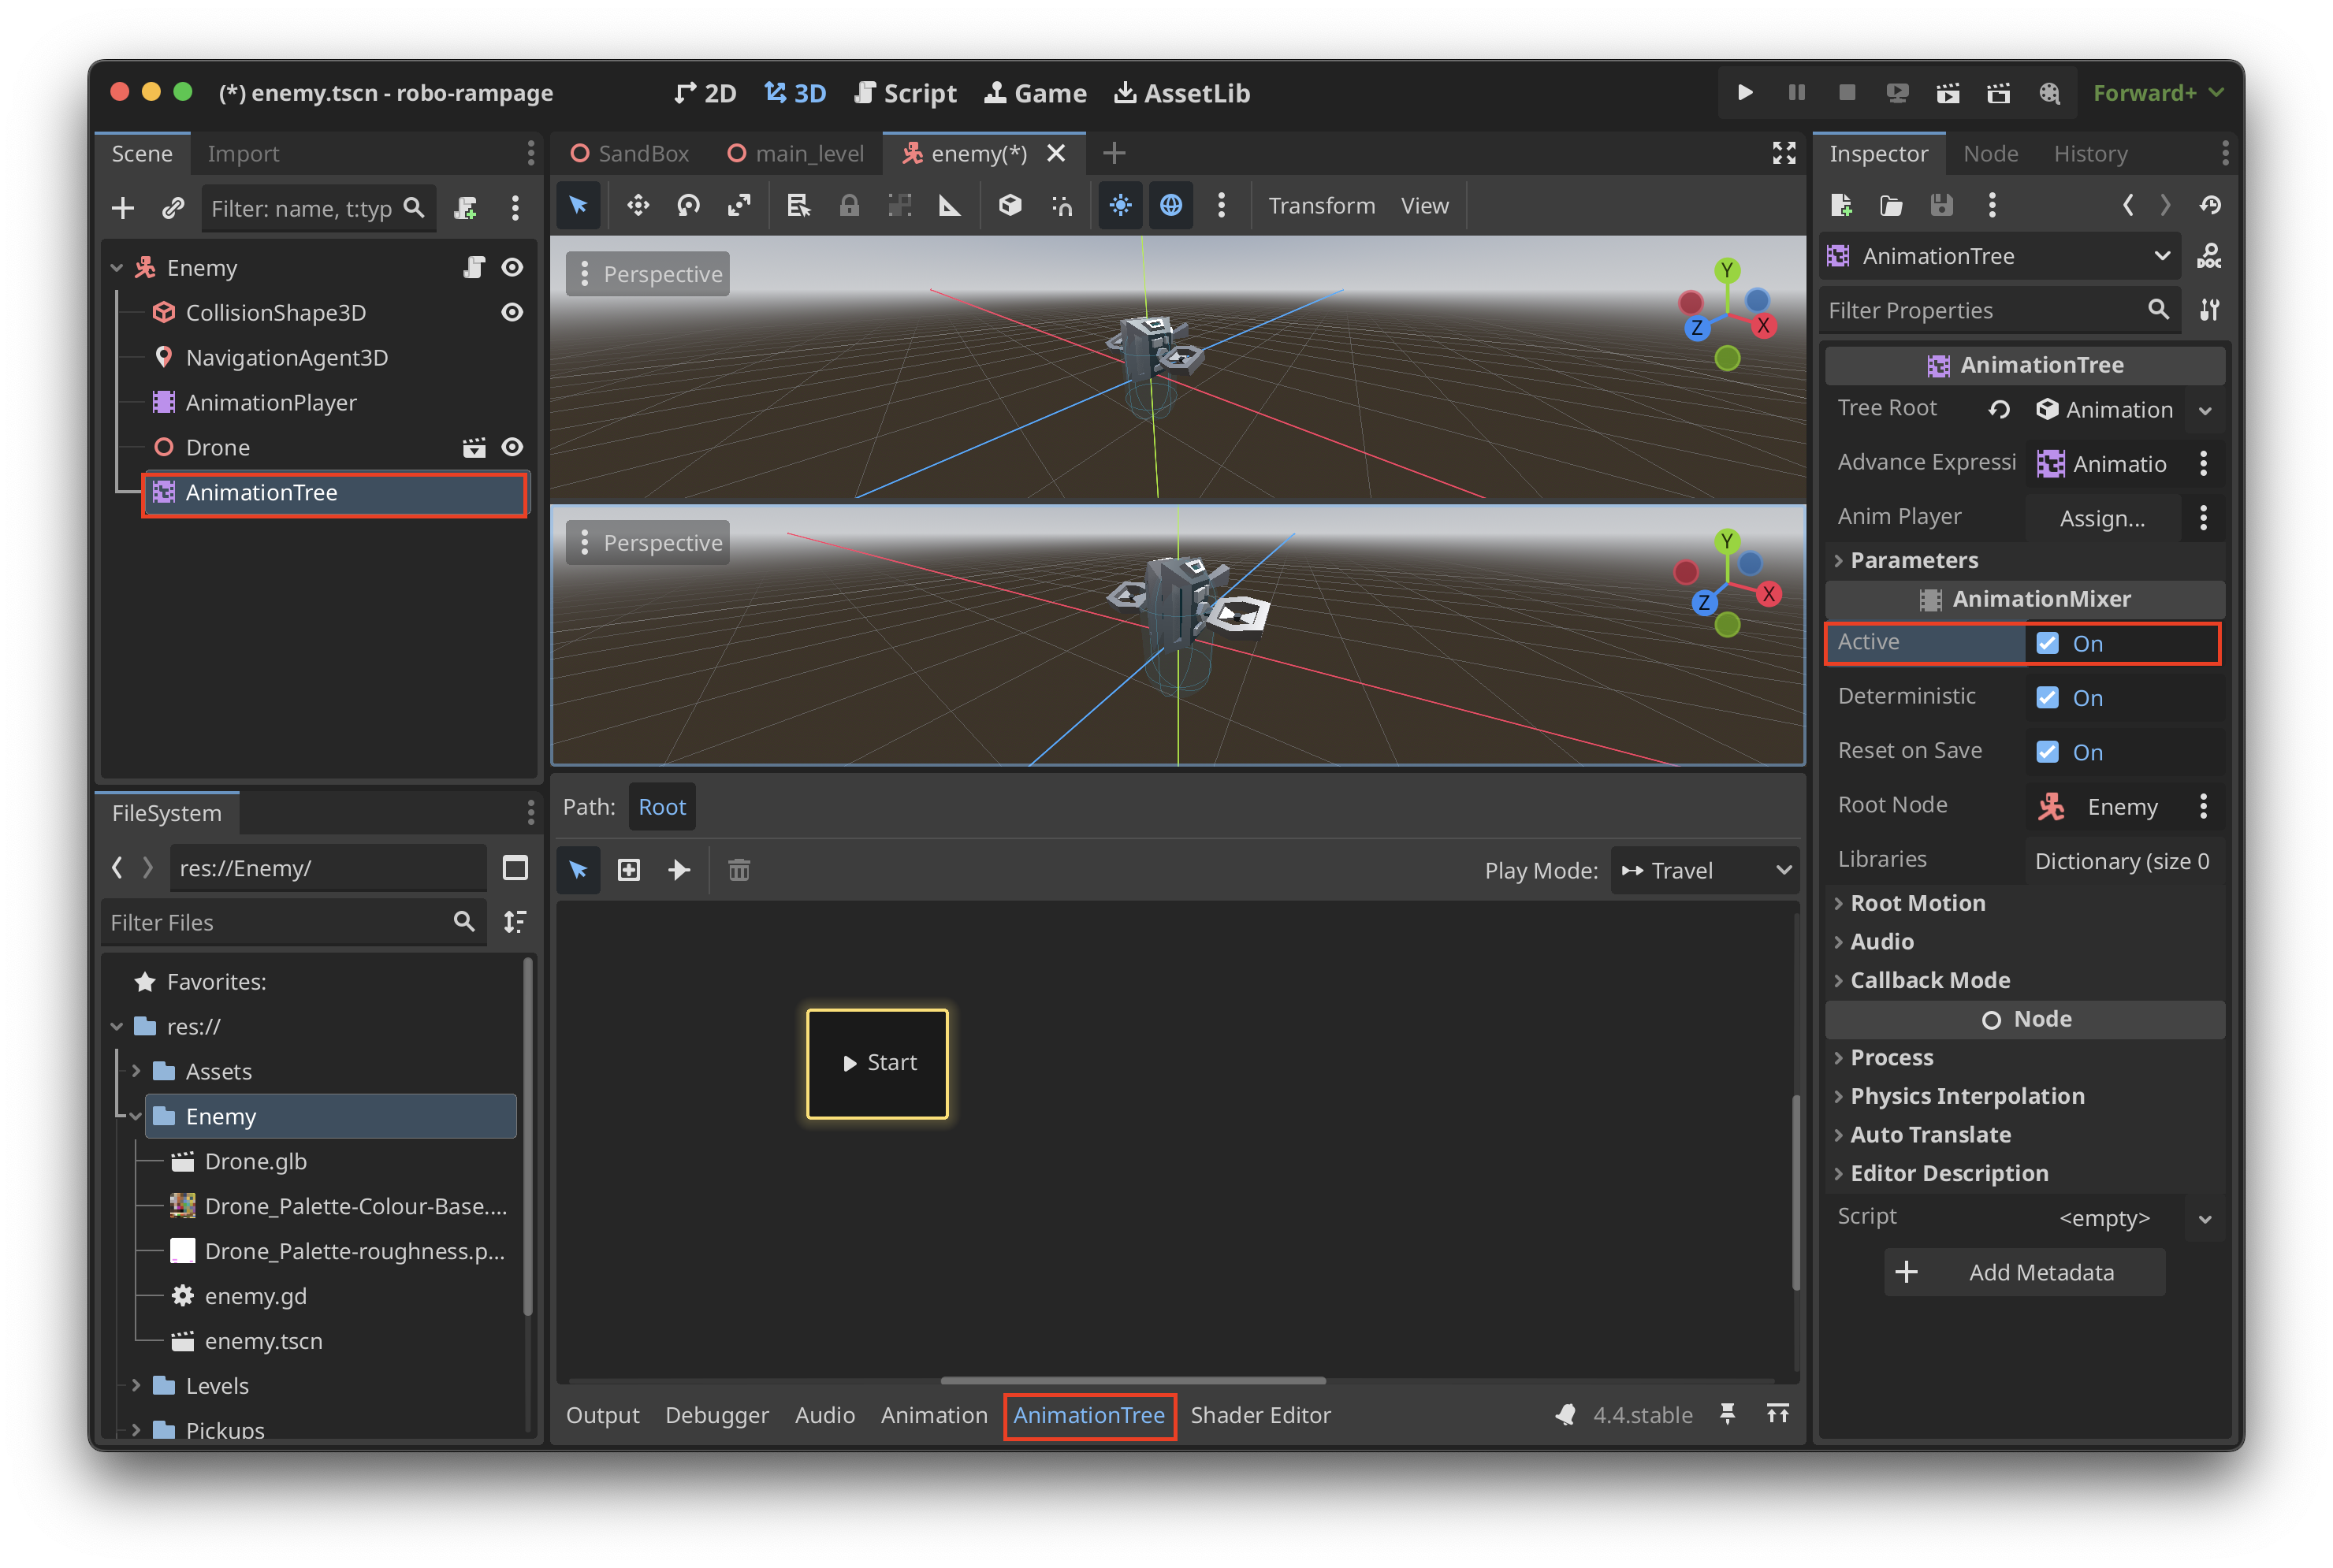 (*) enemy.tscn - robo-rampage
2D 3D Script Game AssetLib
Forward+
Scene Import
Filter: name, t:typ
Enemy
CollisionShape3D
NavigationAgent3D
AnimationPlayer
Drone
AnimationTree
FileSystem
res://Enemy/
Filter Files
Favorites:
res://
Assets
Enemy
Drone.glb
Drone_Palette-Colour-Base....
Drone_Palette-roughness.p...
enemy.gd
enemy.tscn
Levels
Pickups
SandBox main_level enemy(*)
Transform View
Perspective
Y
Z X
Perspective
Y
Z X
Path: Root
Play Mode: Travel
Start
Output Debugger Audio Animation AnimationTree Shader Editor 4.4.stable
Inspector Node History
AnimationTree
DOC
Filter Properties
AnimationTree
Tree Root Animation
Advance Expressi Animatio
Anim Player Assign...
Parameters
AnimationMixer
Active On
Deterministic On
Reset on Save On
Root Node Enemy
Libraries Dictionary (size 0
Root Motion
Audio
Callback Mode
Node
Process
Physics Interpolation
Auto Translate
Editor Description
Script <empty>
Add Metadata